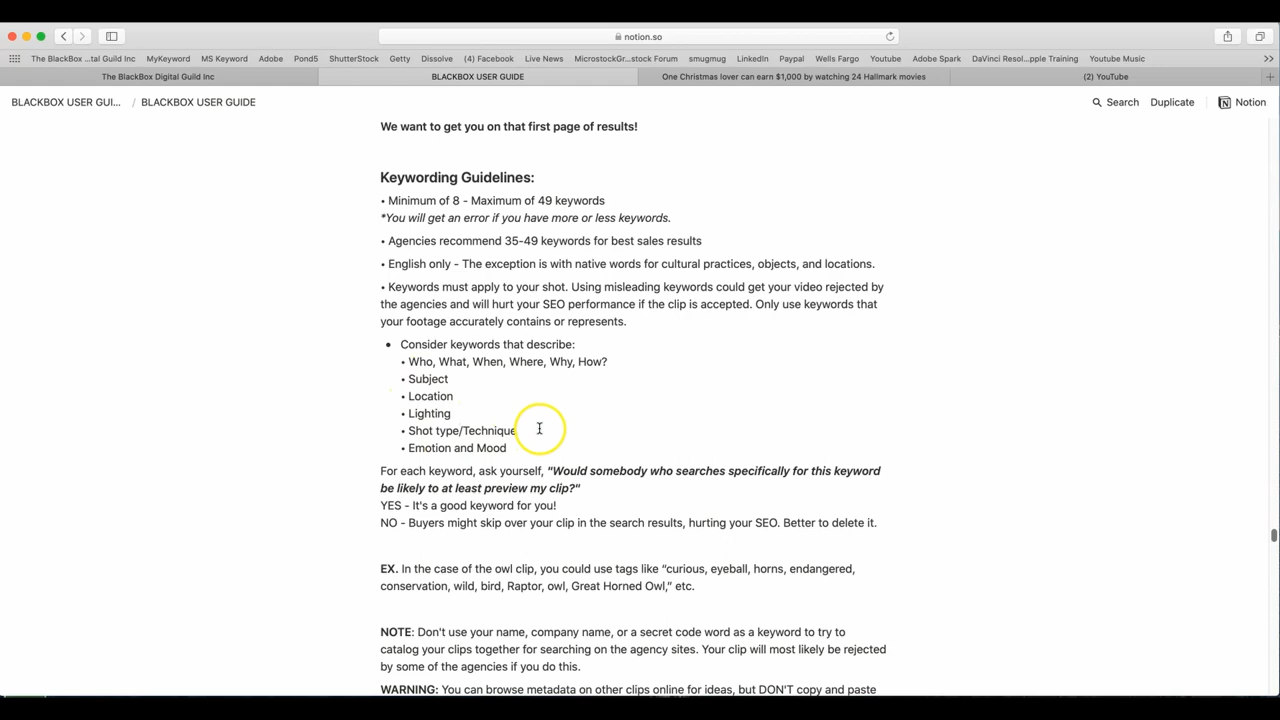 notion.so
The BlackBox ...tal Guild Inc MyKeyword MS Keyword Adobe Pond5 ShutterStock Getty Dissolve (4) Facebook Live News MicrostockGr...stock Forum smugmug LinkedIn Paypal Wells Fargo Youtube Adobe Spark DaVinci Resol...pple Training Youtube Music
The BlackBox Digital Guild Inc BLACKBOX USER GUIDE One Christmas lover can earn $1,000 by watching 24 Hallmark movies (2) YouTube
BLACKBOX USER GUI... / BLACKBOX USER GUIDE Search Duplicate Notion
We want to get you on that first page of results!
Keywording Guidelines:
• Minimum of 8 - Maximum of 49 keywords
*You will get an error if you have more or less keywords.
• Agencies recommend 35-49 keywords for best sales results
• English only - The exception is with native words for cultural practices, objects, and locations.
• Keywords must apply to your shot. Using misleading keywords could get your video rejected by
the agencies and will hurt your SEO performance if the clip is accepted. Only use keywords that
your footage accurately contains or represents.
• Consider keywords that describe:
• Who, What, When, Where, Why, How?
• Subject
• Location
• Lighting
• Shot type/Technique
• Emotion and Mood
For each keyword, ask yourself, "Would somebody who searches specifically for this keyword
be likely to at least preview my clip?"
YES - It's a good keyword for you!
NO - Buyers might skip over your clip in the search results, hurting your SEO. Better to delete it.
EX. In the case of the owl clip, you could use tags like “curious, eyeball, horns, endangered,
conservation, wild, bird, Raptor, owl, Great Horned Owl,” etc.
NOTE: Don't use your name, company name, or a secret code word as a keyword to try to
catalog your clips together for searching on the agency sites. Your clip will most likely be rejected
by some of the agencies if you do this.
WARNING: You can browse metadata on other clips online for ideas, but DON'T copy and paste